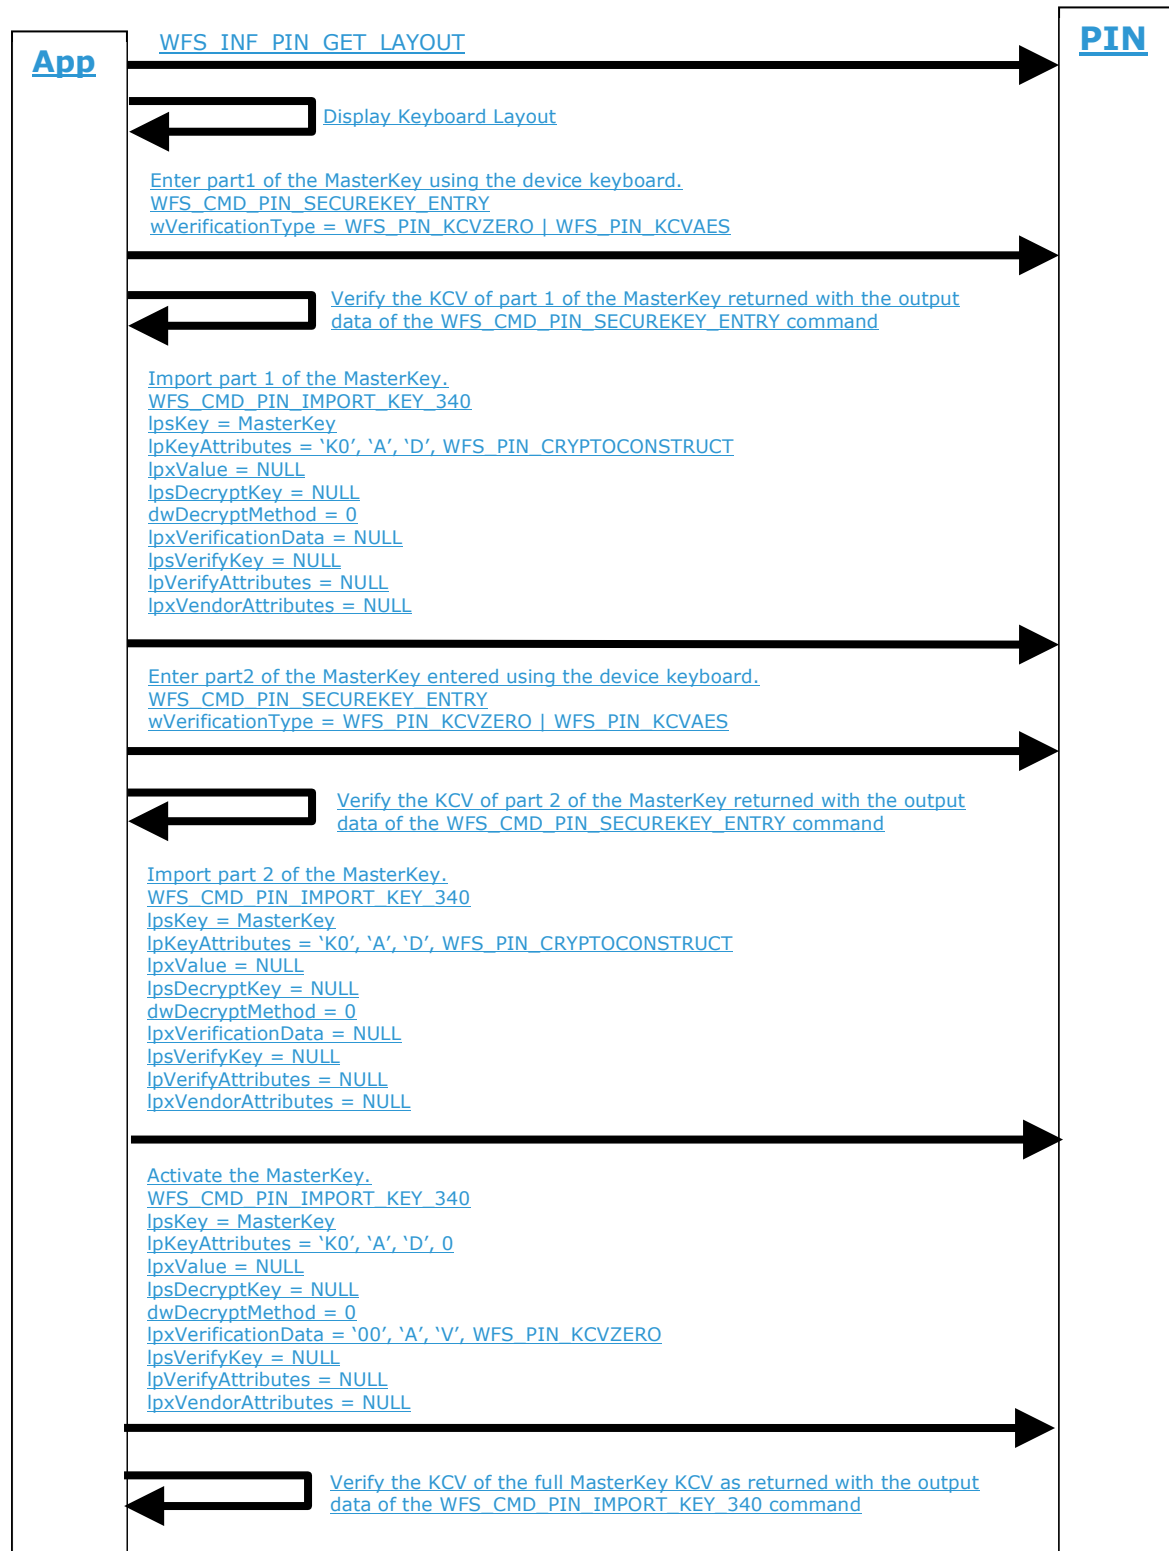 App
WFS_INF_PIN_GET_LAYOUT
PIN
Display Keyboard Layout
Enter part1 of the MasterKey using the device keyboard.
WFS_CMD_PIN_SECUREKEY_ENTRY
wVerificationType = WFS_PIN_KCVZERO | WFS_PIN_KCVAES
Verify the KCV of part 1 of the MasterKey returned with the output
data of the WFS_CMD_PIN_SECUREKEY_ENTRY command
Import part 1 of the MasterKey.
WFS_CMD_PIN_IMPORT_KEY_340
lpsKey = MasterKey
lpKeyAttributes = ‘K0’, ‘A’, ‘D’, WFS_PIN_CRYPTOCONSTRUCT
lpxValue = NULL
lpsDecryptKey = NULL
dwDecryptMethod = 0
lpxVerificationData = NULL
lpsVerifyKey = NULL
lpVerifyAttributes = NULL
lpxVendorAttributes = NULL
Enter part2 of the MasterKey entered using the device keyboard.
WFS_CMD_PIN_SECUREKEY_ENTRY
wVerificationType = WFS_PIN_KCVZERO | WFS_PIN_KCVAES
Verify the KCV of part 2 of the MasterKey returned with the output
data of the WFS_CMD_PIN_SECUREKEY_ENTRY command
Import part 2 of the MasterKey.
WFS_CMD_PIN_IMPORT_KEY_340
lpsKey = MasterKey
lpKeyAttributes = ‘K0’, ‘A’, ‘D’, WFS_PIN_CRYPTOCONSTRUCT
lpxValue = NULL
lpsDecryptKey = NULL
dwDecryptMethod = 0
lpxVerificationData = NULL
lpsVerifyKey = NULL
lpVerifyAttributes = NULL
lpxVendorAttributes = NULL
Activate the MasterKey.
WFS_CMD_PIN_IMPORT_KEY_340
lpsKey = MasterKey
lpKeyAttributes = ‘K0’, ‘A’, ‘D’, 0
lpxValue = NULL
lpsDecryptKey = NULL
dwDecryptMethod = 0
lpxVerificationData = ‘00’, ‘A’, ‘V’, WFS_PIN_KCVZERO
lpsVerifyKey = NULL
lpVerifyAttributes = NULL
lpxVendorAttributes = NULL
Verify the KCV of the full MasterKey KCV as returned with the output
data of the WFS_CMD_PIN_IMPORT_KEY_340 command